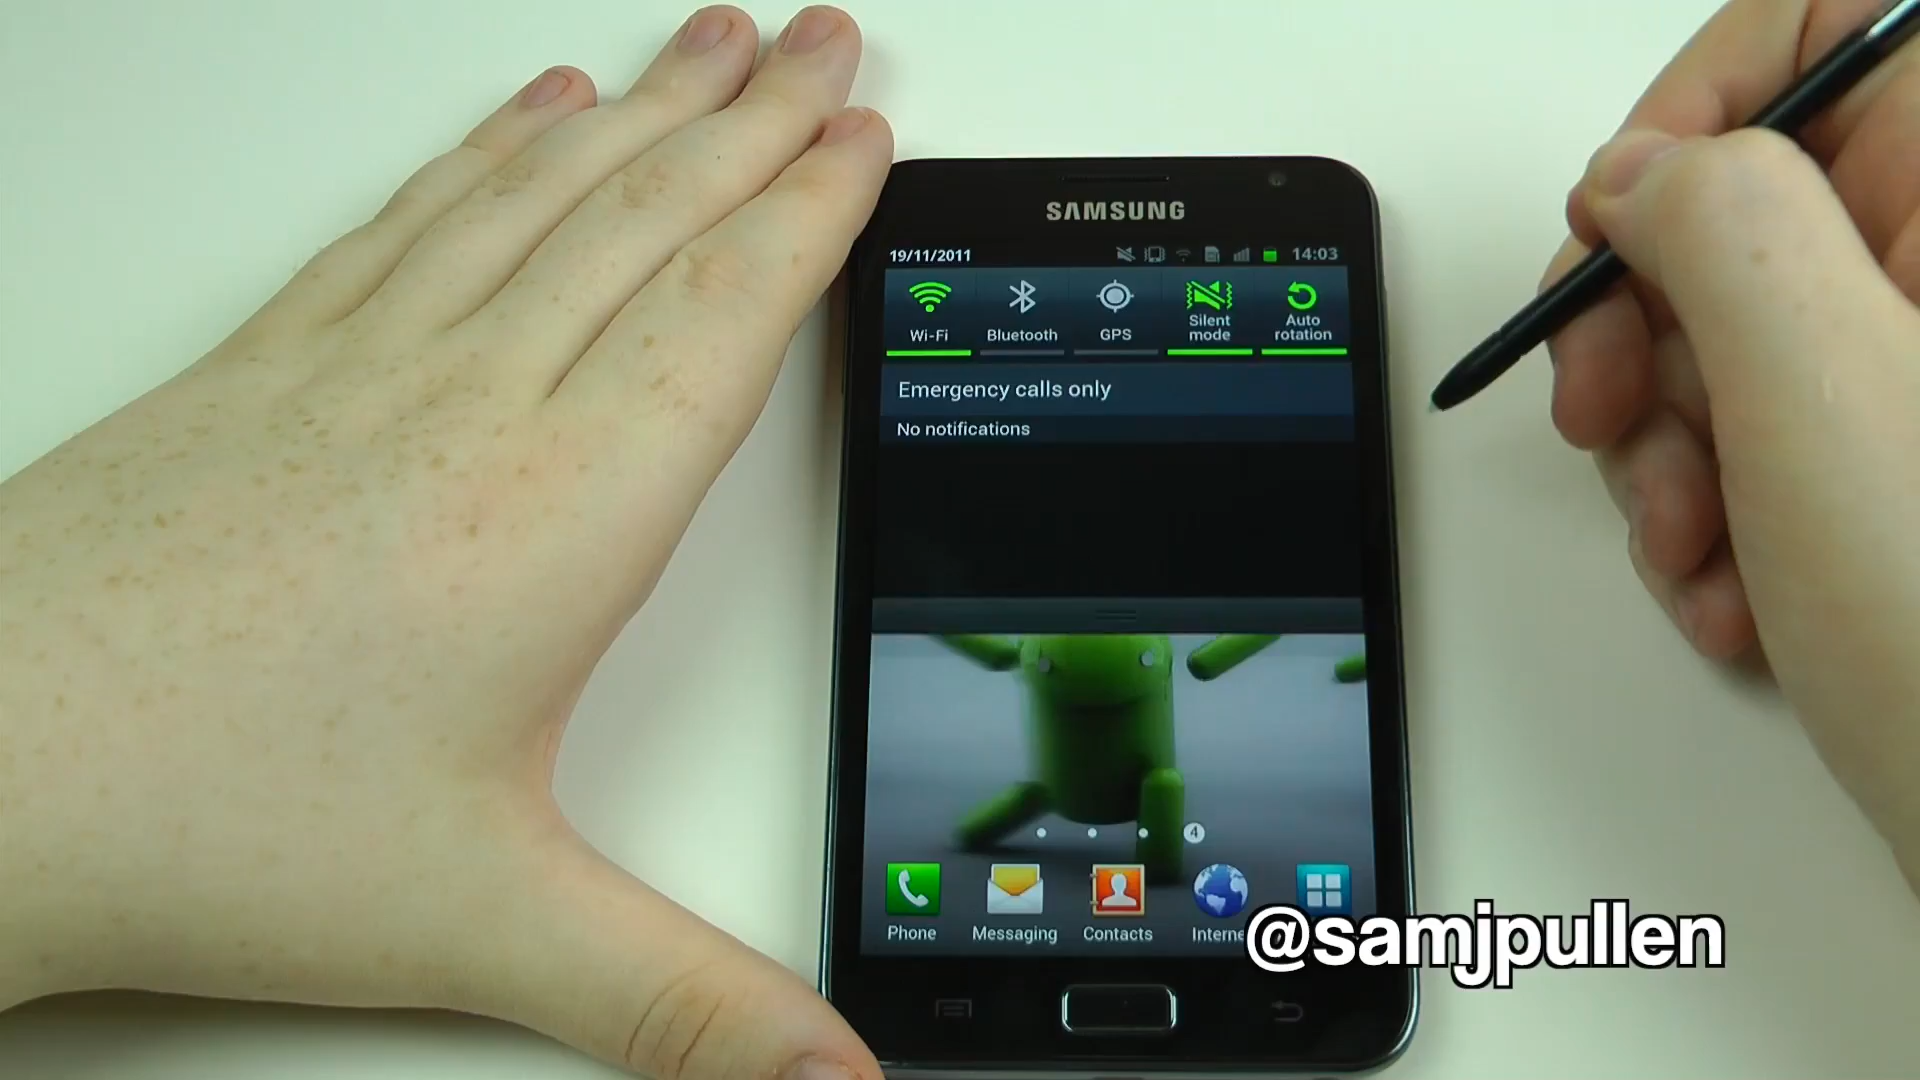 SAMSUNG
19/11/2011 14:03
Wi-Fi Bluetooth GPS Silent mode Auto rotation
Emergency calls only
No notifications
4
Phone Messaging Contacts Interne
@samjpullen